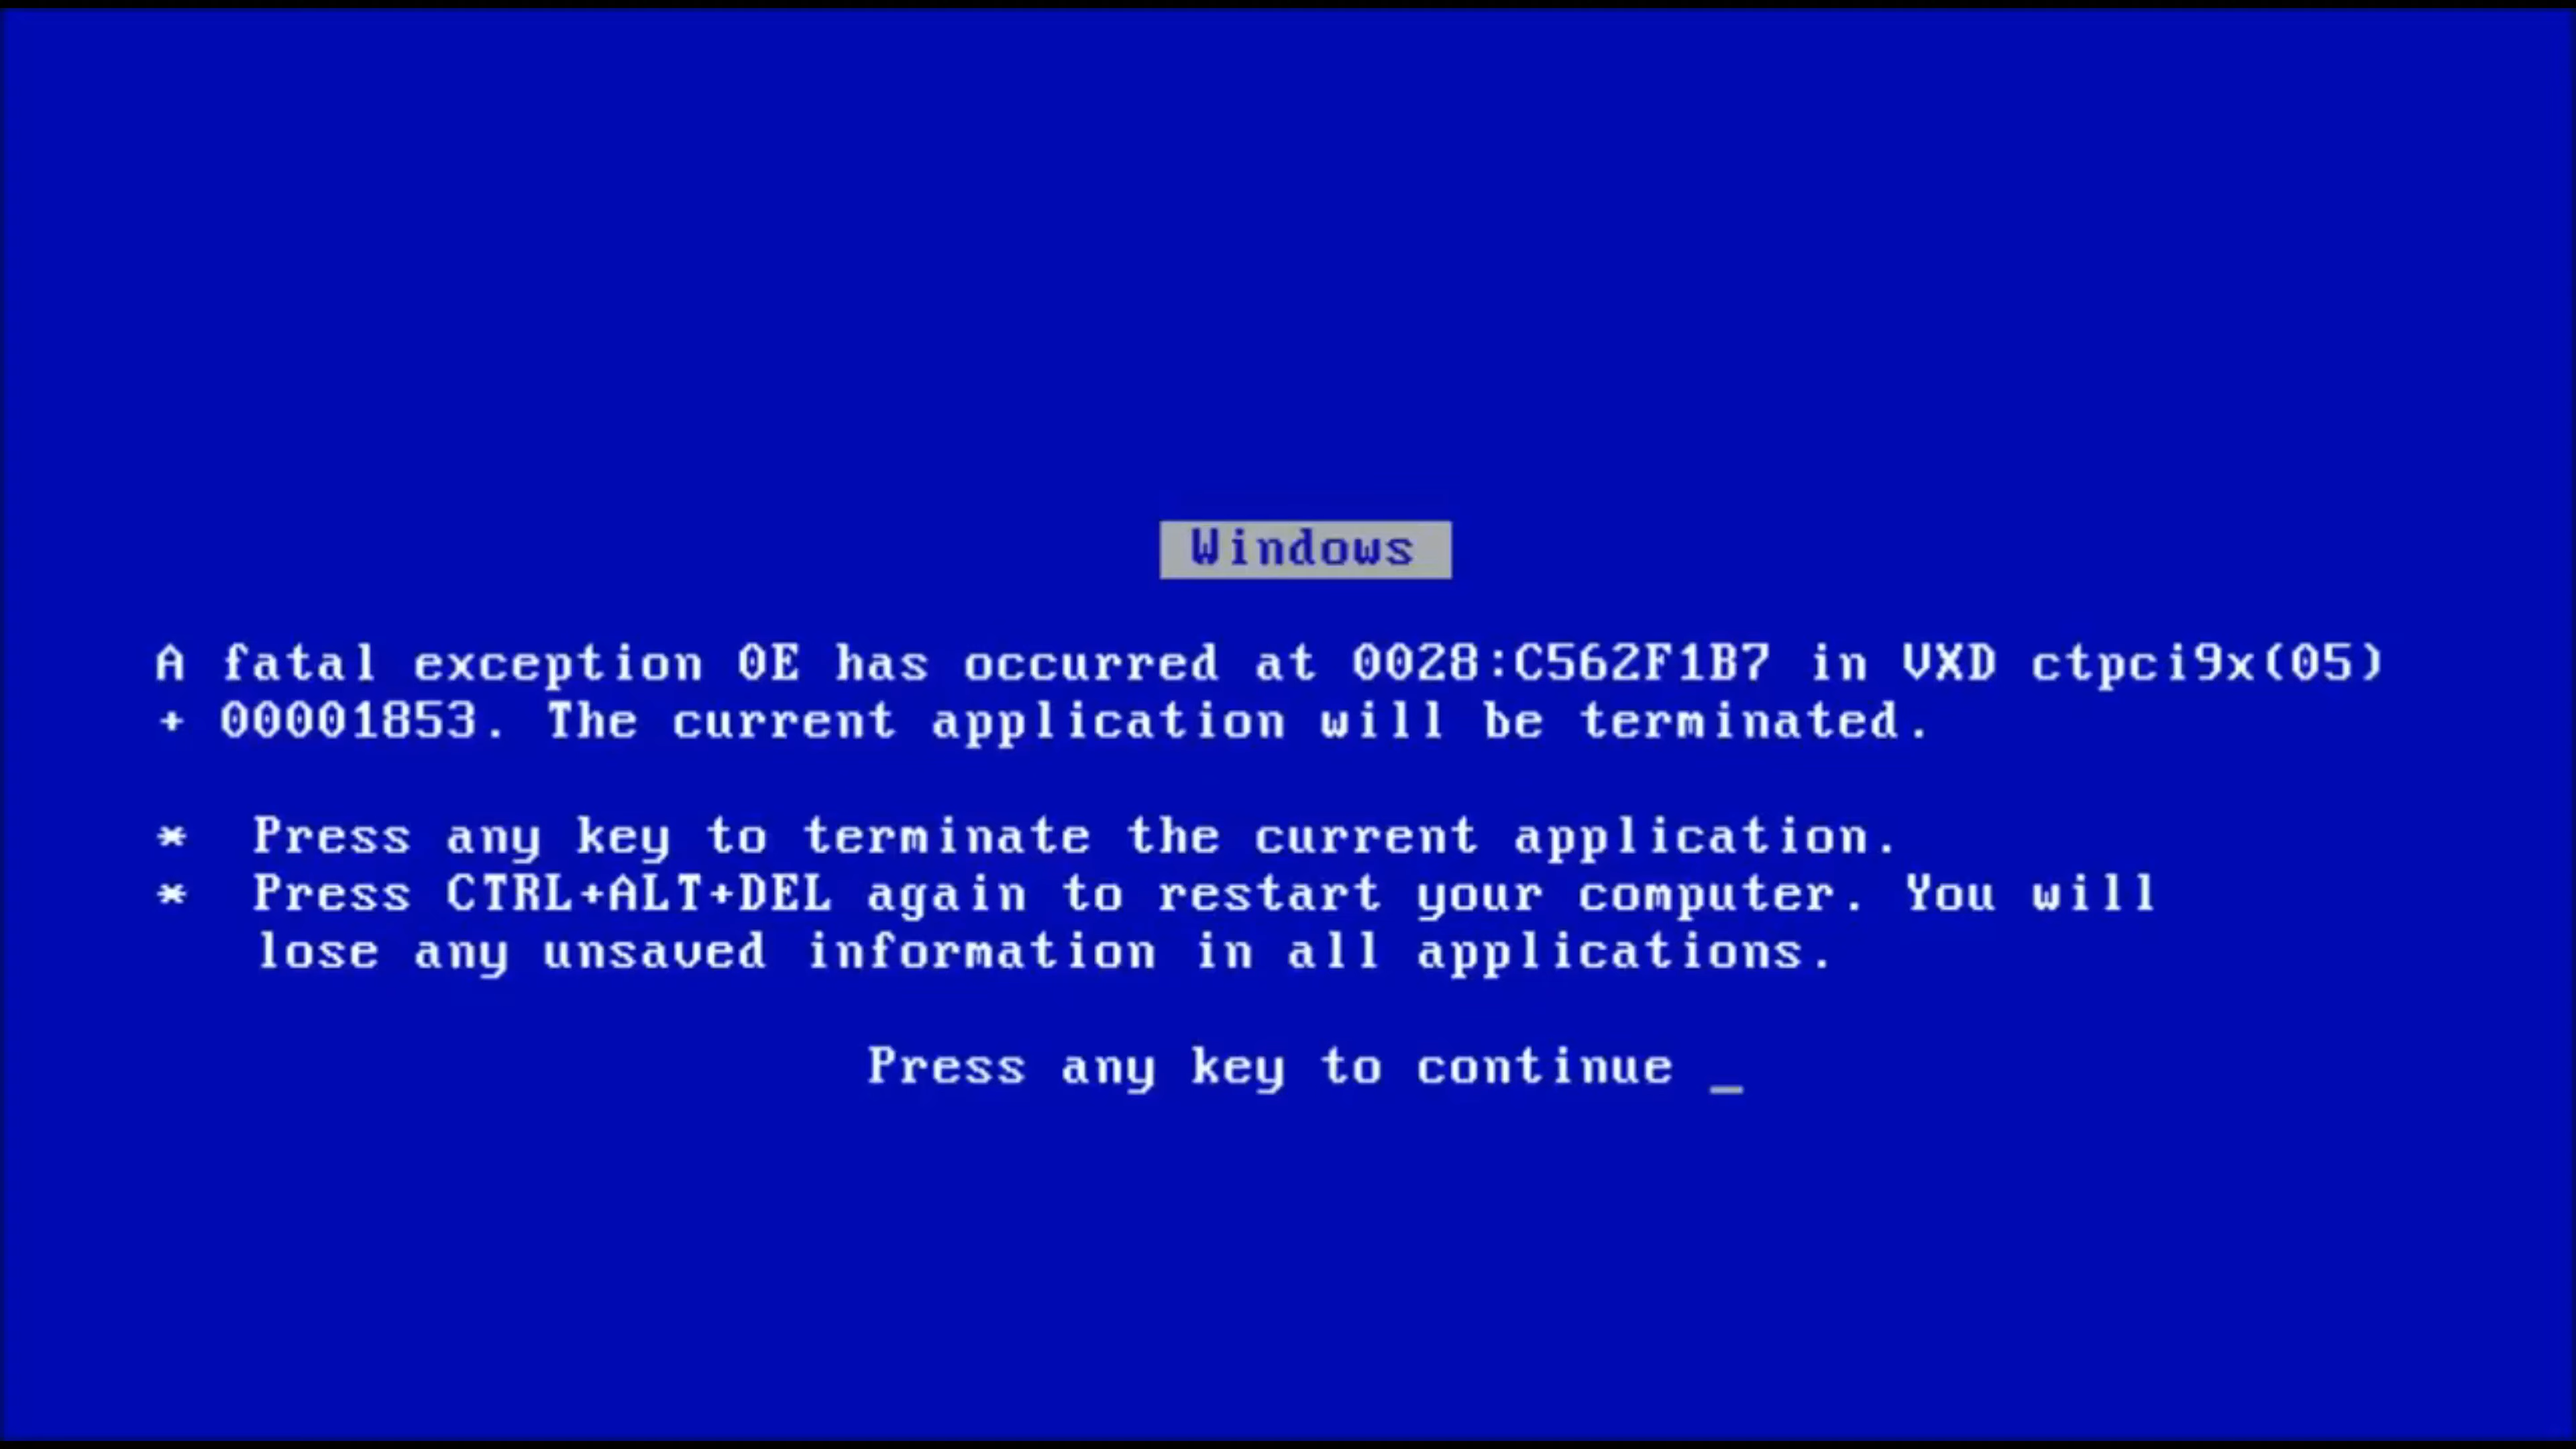 Windows
A fatal exception 0E has occurred at 0028:C562F1B7 in VXD ctpci9x(05)
+ 00001853. The current application will be terminated.
* Press any key to terminate the current application.
* Press CTRL+ALT+DEL again to restart your computer. You will
lose any unsaved information in all applications.
Press any key to continue _